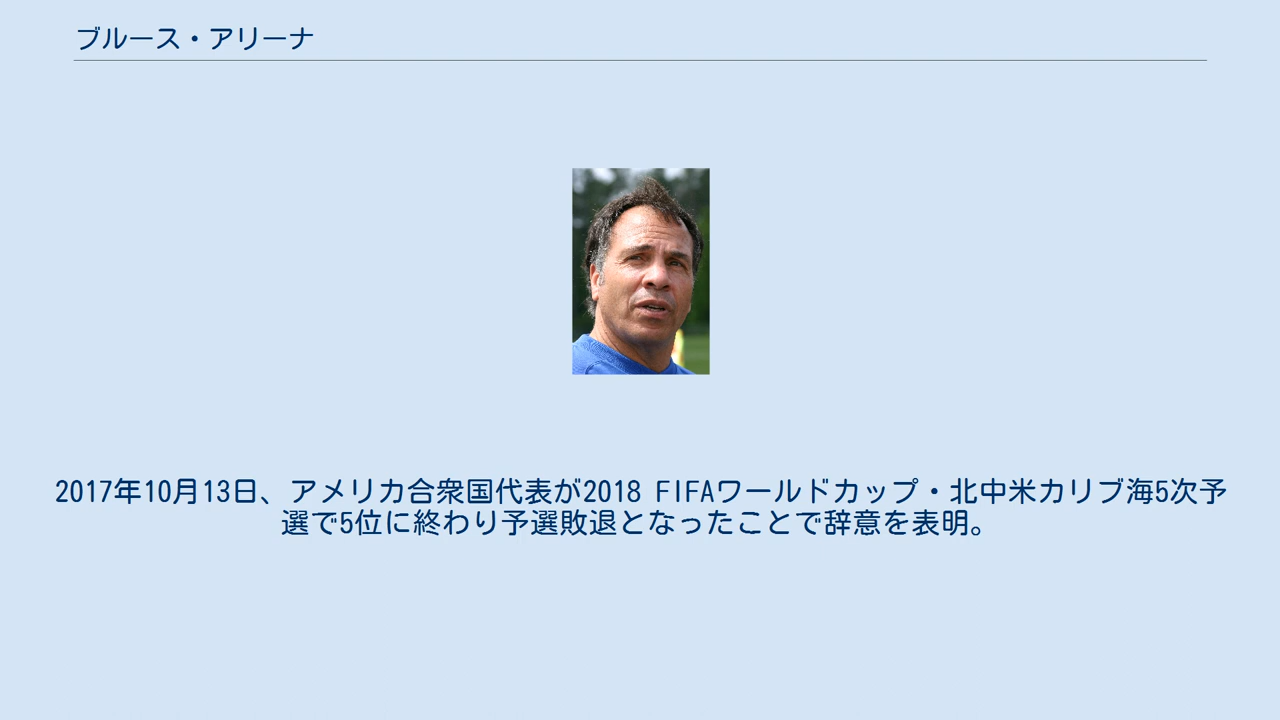 ブルース・アリーナ
2017年10月13日、アメリカ合衆国代表が2018 FIFAワールドカップ・北中米カリブ海5次予
選で5位に終わり予選敗退となったことで辞意を表明。